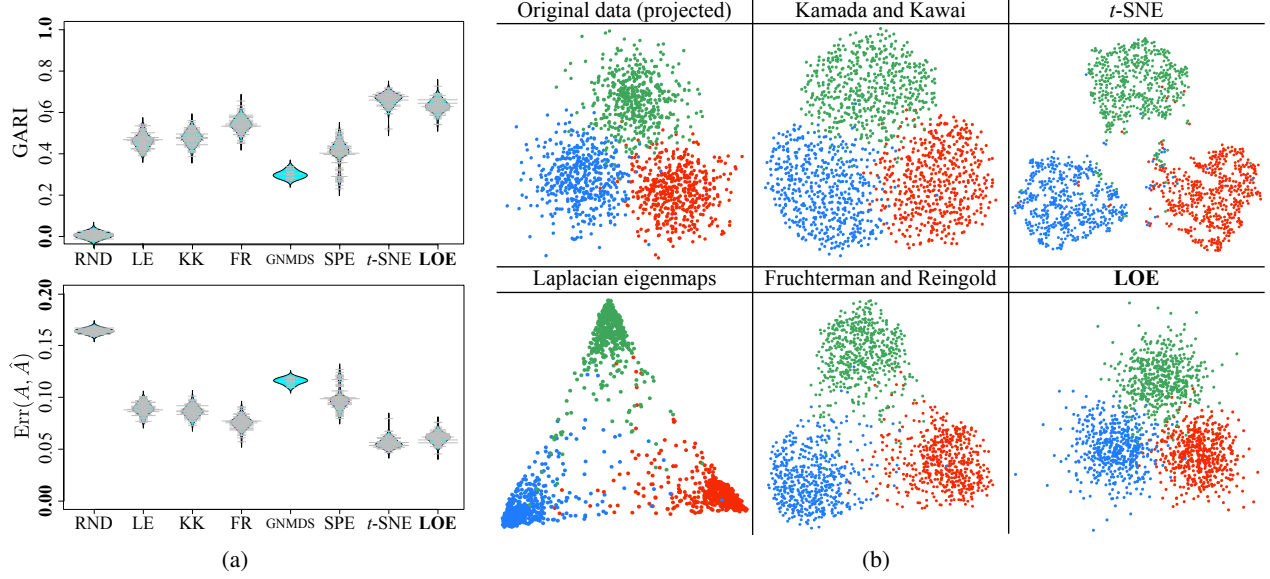 GARI
1.0
0.8
0.6
0.4
0.2
0.0
RND LE KK FR GNMDS SPE t-SNE LOE
Err(A, Â)
0.20
0.15
0.10
0.05
0.00
RND LE KK FR GNMDS SPE t-SNE LOE
(a)
Original data (projected) Kamada and Kawai t-SNE
Laplacian eigenmaps Fruchterman and Reingold LOE
(b)